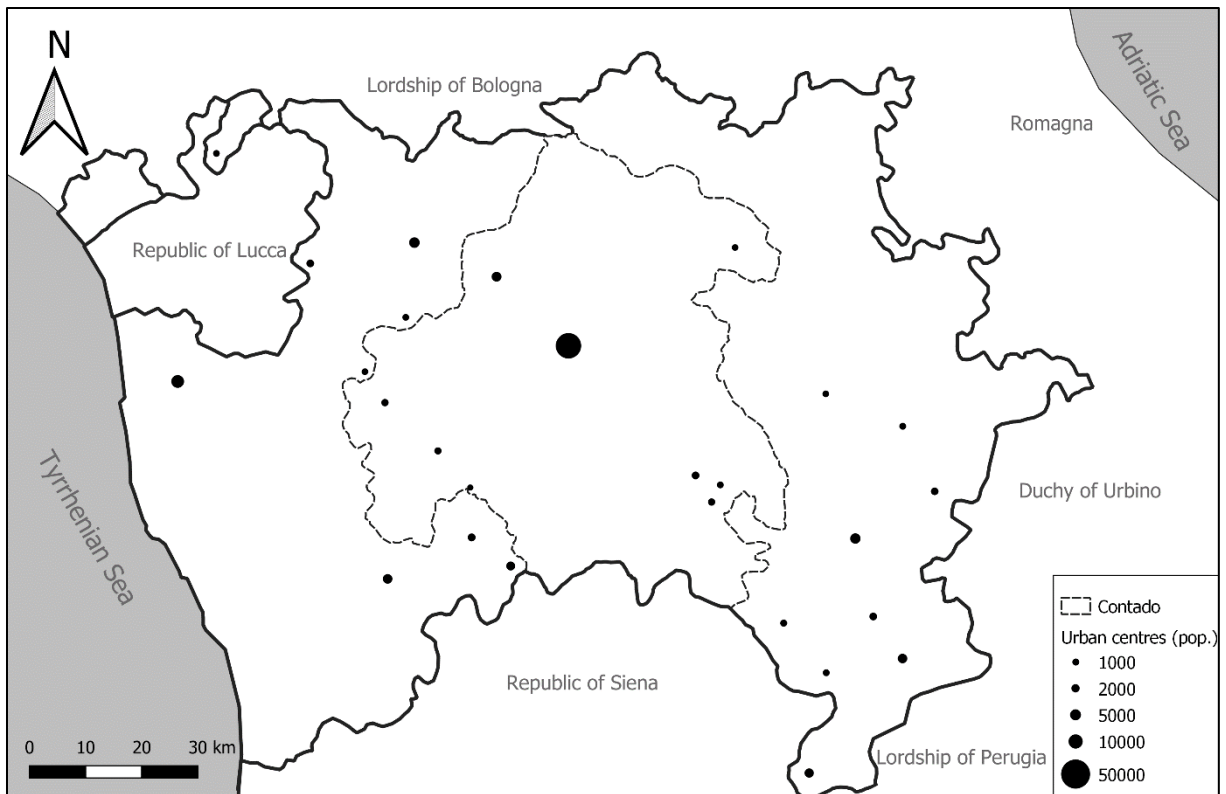 N
Lordship of Bologna
Adriatic Sea
Romagna
Republic of Lucca
Tyrrhenian Sea
Duchy of Urbino
Republic of Siena
Lordship of Perugia
0 10 20 30 km
Contado
Urban centres (pop.)
1000
2000
5000
10000
50000